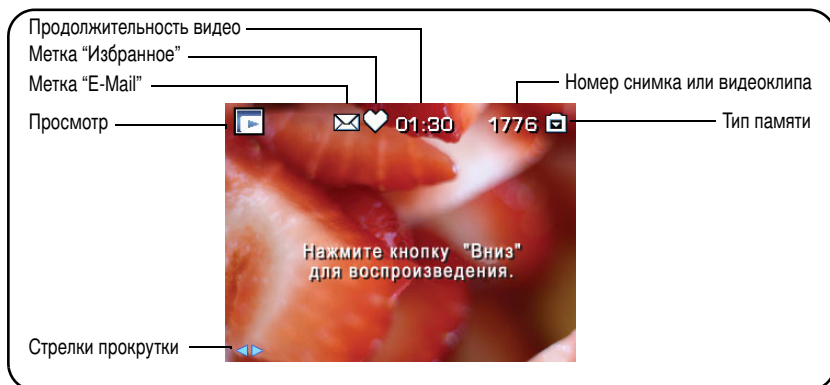 Продолжительность видео
Метка “Избранное”
Метка “E-Mail”
Номер снимка или видеоклипа
Просмотр
Тип памяти
01:30
1776
Нажмите кнопку "Вниз"
для воспроизведения.
Стрелки прокрутки